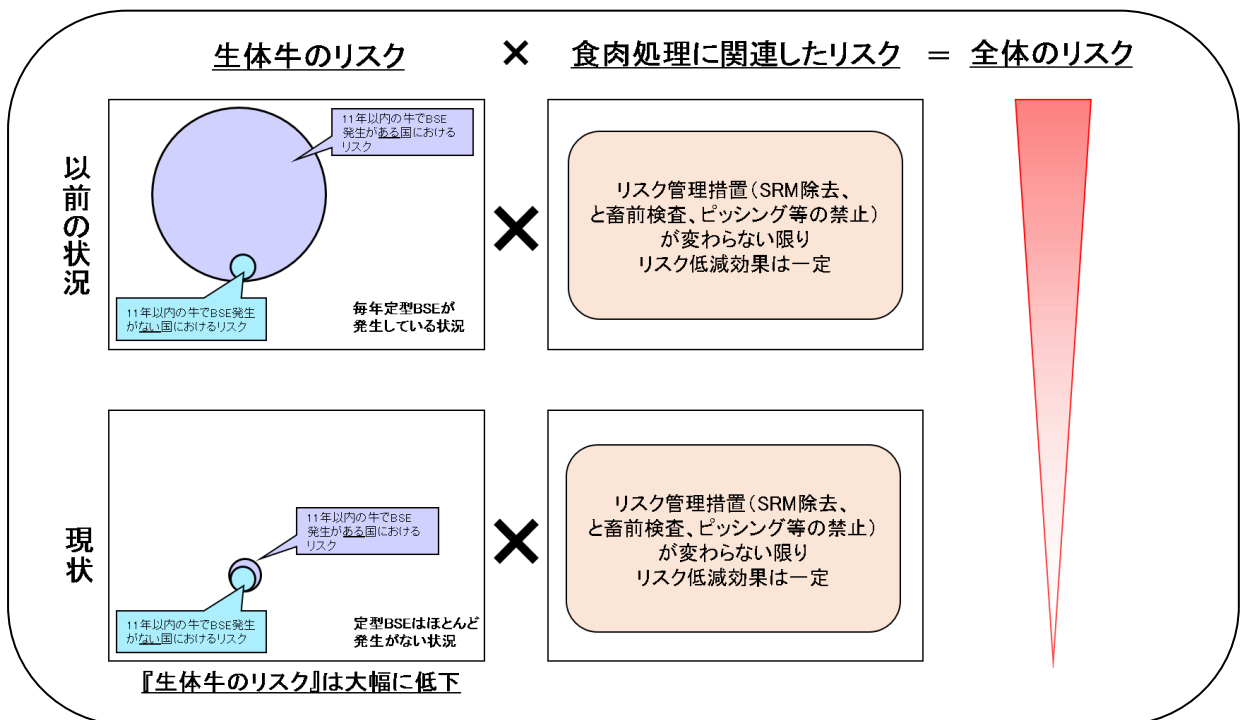 生体牛のリスク × 食肉処理に関連したリスク = 全体のリスク
以前の状況
11年以内の牛でBSE
発生がある国における
リスク
11年以内の牛でBSE発生
がない国におけるリスク
毎年定型BSEが
発生している状況
×
リスク管理措置(SRM除去、
と畜前検査、ピッシング等の禁止)
が変わらない限り
リスク低減効果は一定
現状
11年以内の牛でBSE
発生がある国における
リスク
11年以内の牛でBSE発生
がない国におけるリスク
定型BSEはほとんど
発生がない状況
×
リスク管理措置(SRM除去、
と畜前検査、ピッシング等の禁止)
が変わらない限り
リスク低減効果は一定
『生体牛のリスク』は大幅に低下